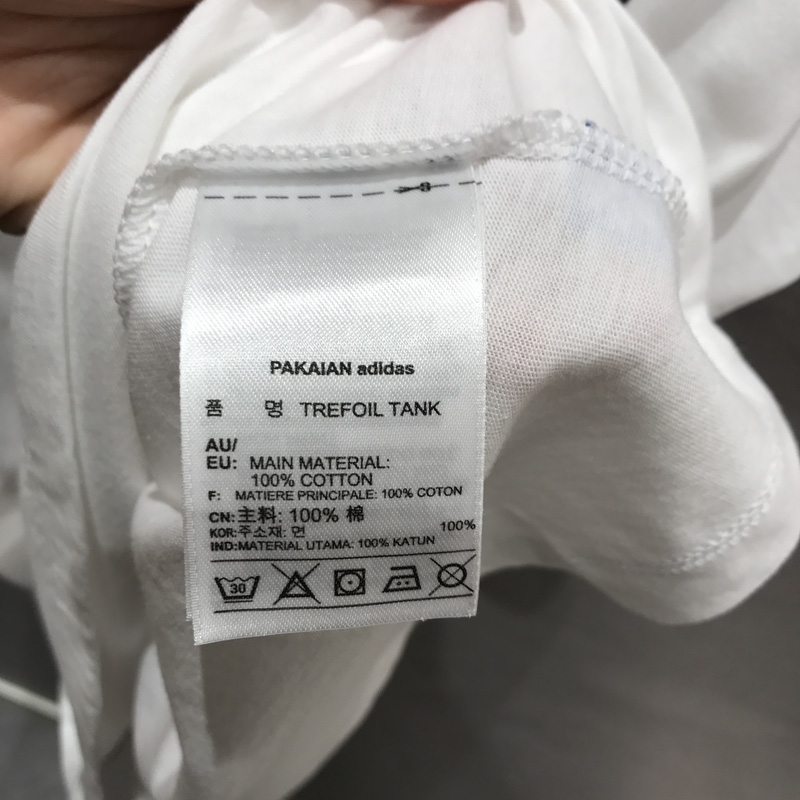 PAKAIAN adidas
품 명 TREFOIL TANK
AU/
EU: MAIN MATERIAL:
100% COTTON
F: MATIERE PRINCIPALE: 100% COTON
CN:主料: 100% 棉
KOR:주소재: 면 100%
IND:MATERIAL UTAMA: 100% KATUN
30